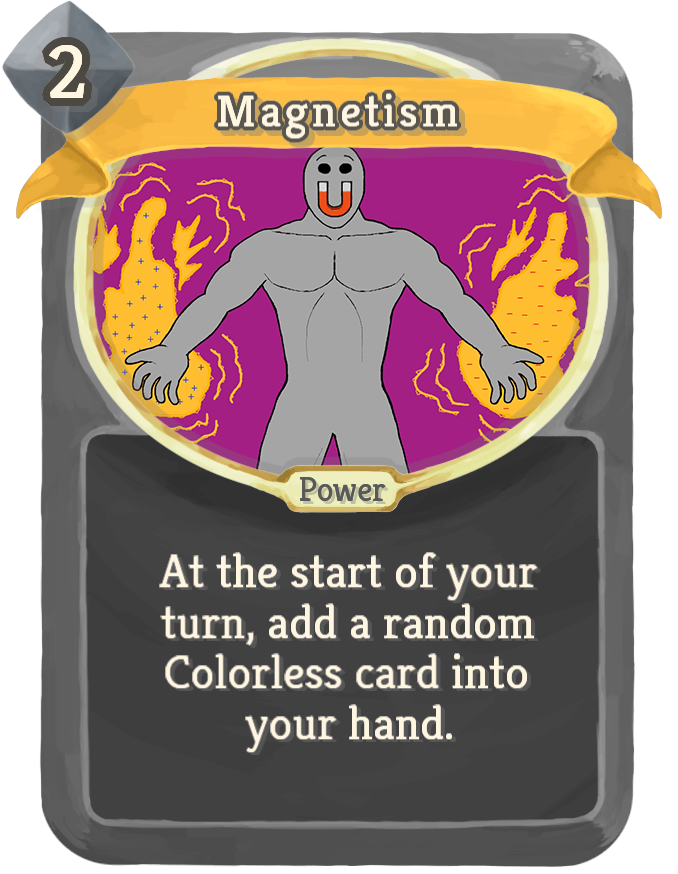 2
Magnetism
Power
At the start of your
turn, add a random
Colorless card into
your hand.